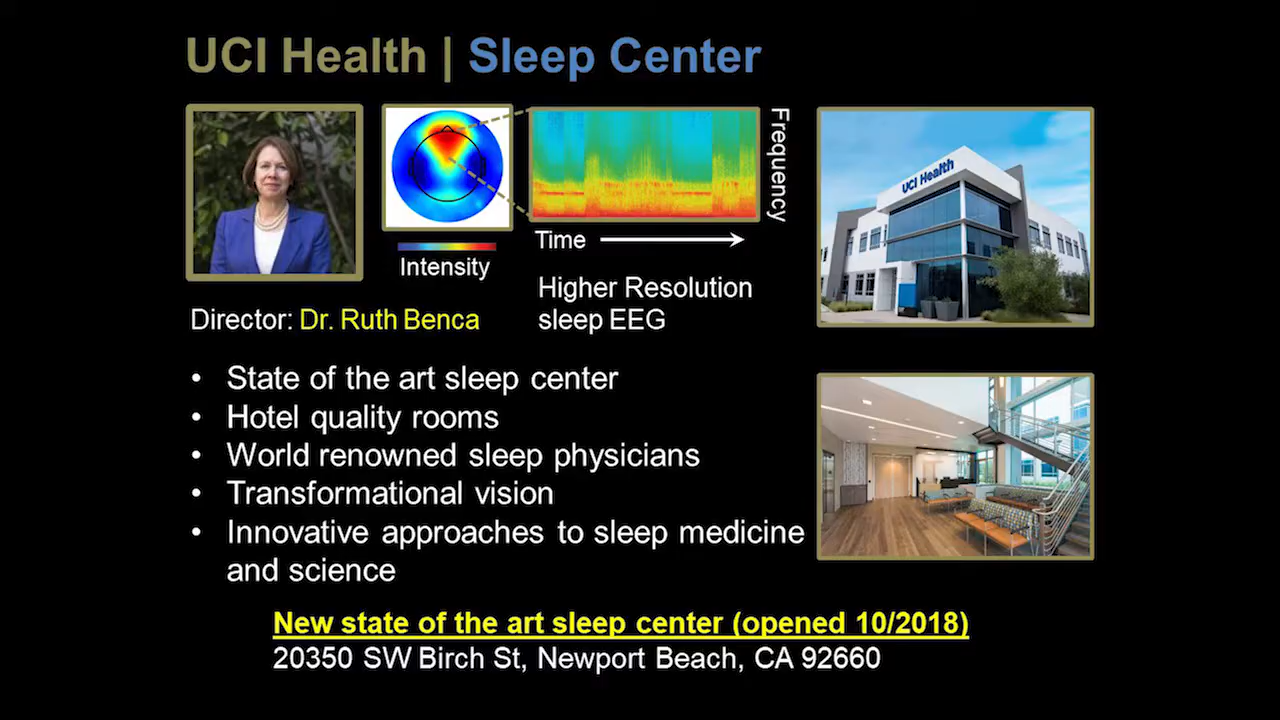 UCI Health | Sleep Center
Frequency
UCI Health
Time
Intensity
Higher Resolution
sleep EEG
Director: Dr. Ruth Benca
• State of the art sleep center
• Hotel quality rooms
• World renowned sleep physicians
• Transformational vision
• Innovative approaches to sleep medicine
and science
New state of the art sleep center (opened 10/2018)
20350 SW Birch St, Newport Beach, CA 92660